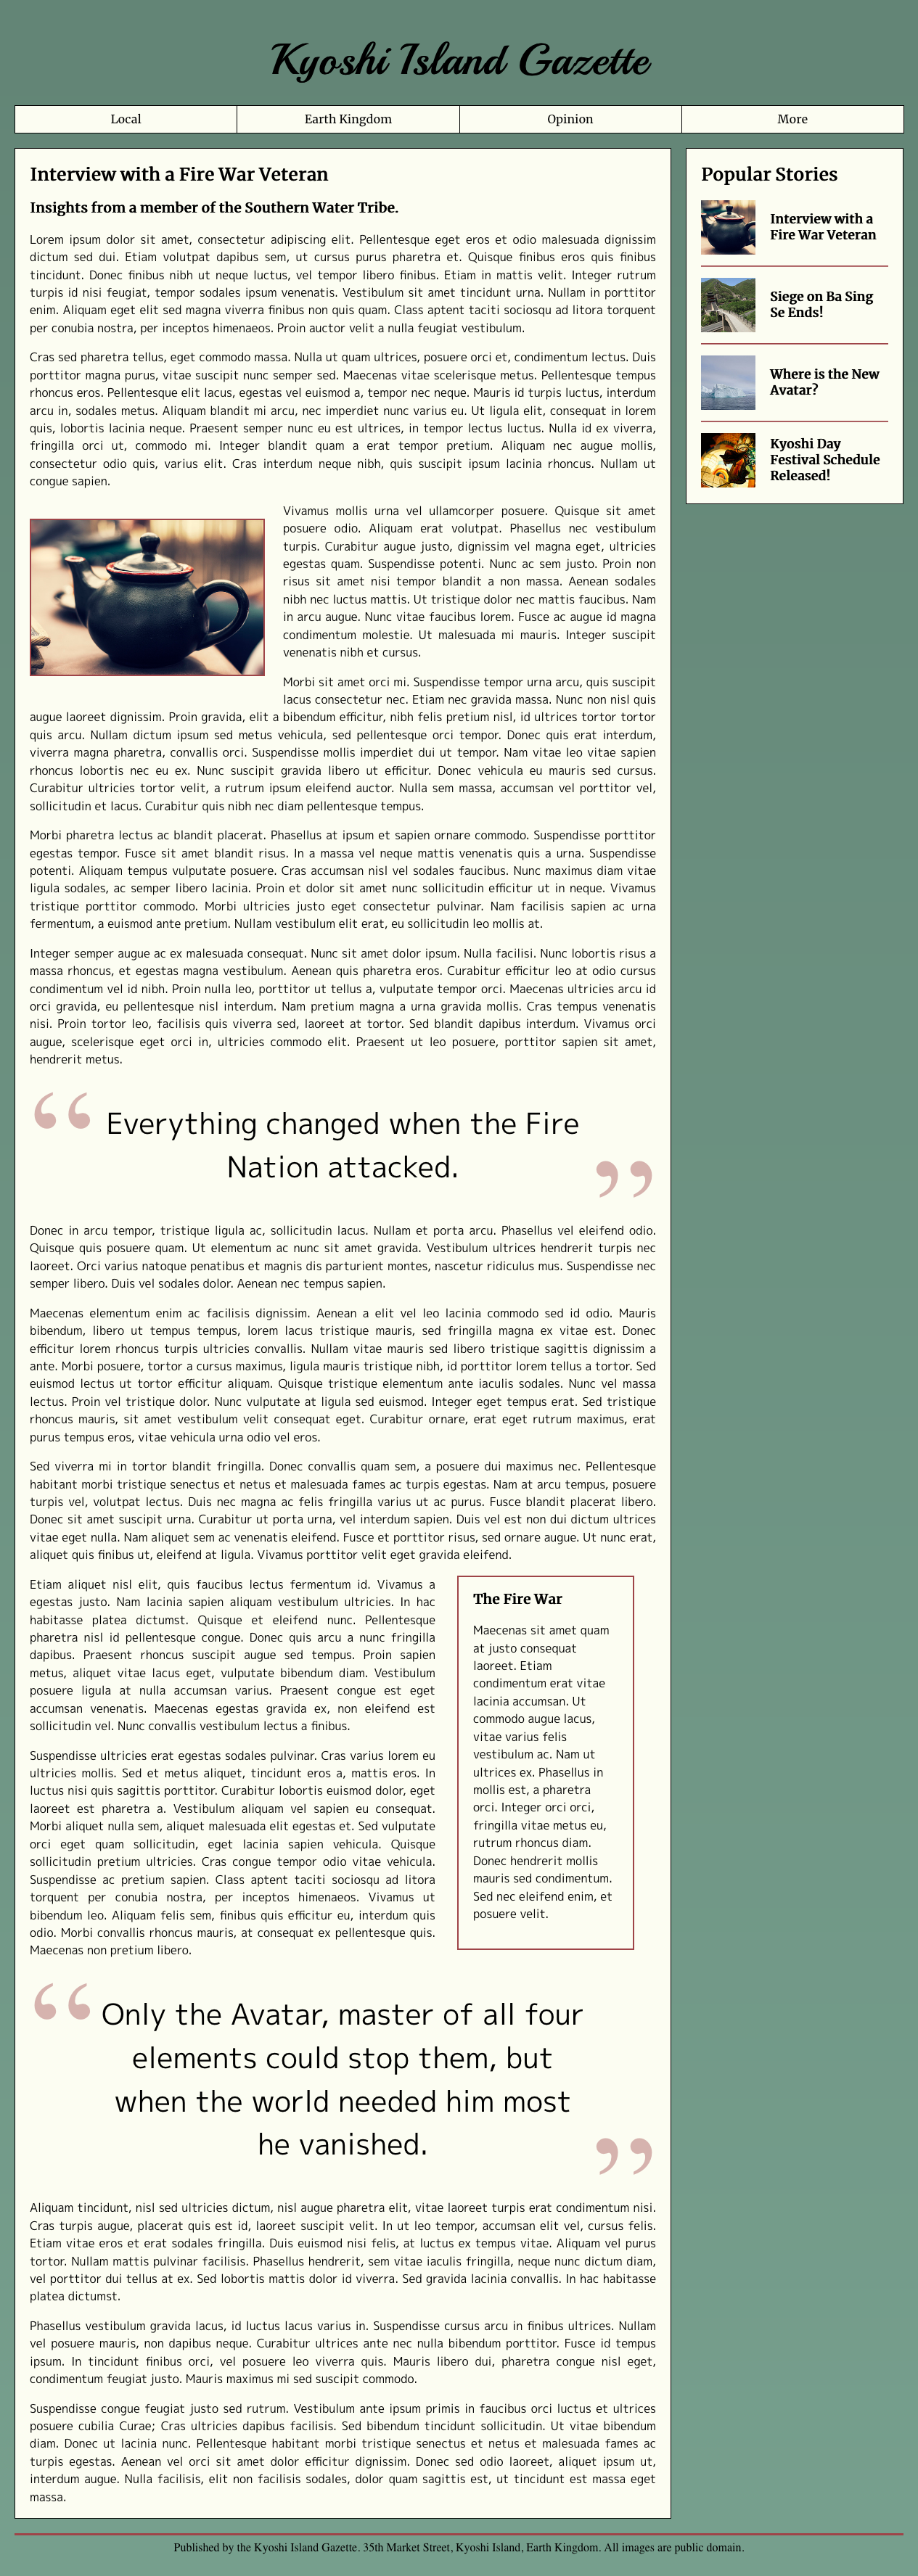 Kyoshi Island Gazette
Local
Earth Kingdom
Opinion
More
Interview with a Fire War Veteran
Insights from a member of the Southern Water Tribe.
Lorem ipsum dolor sit amet, consectetur adipiscing elit. Pellentesque eget eros et odio malesuada dignissim
dictum sed dui. Etiam volutpat dapibus sem, ut cursus purus pharetra et. Quisque finibus eros quis finibus
tincidunt. Donec finibus nibh ut neque luctus, vel tempor libero finibus. Etiam in mattis velit. Integer rutrum
turpis id nisi feugiat, tempor sodales ipsum venenatis. Vestibulum sit amet tincidunt urna. Nullam in porttitor
enim. Aliquam eget elit sed magna viverra finibus non quis quam. Class aptent taciti sociosqu ad litora torquent
per conubia nostra, per inceptos himenaeos. Proin auctor velit a nulla feugiat vestibulum.
Cras sed pharetra tellus, eget commodo massa. Nulla ut quam ultrices, posuere orci et, condimentum lectus. Duis
porttitor magna purus, vitae suscipit nunc semper sed. Maecenas vitae scelerisque metus. Pellentesque tempus
rhoncus eros. Pellentesque elit lacus, egestas vel euismod a, tempor nec neque. Mauris id turpis luctus, interdum
arcu in, sodales metus. Aliquam blandit mi arcu, nec imperdiet nunc varius eu. Ut ligula elit, consequat in lorem
quis, lobortis lacinia neque. Praesent semper nunc eu est ultrices, in tempor lectus luctus. Nulla id ex viverra,
fringilla orci ut, commodo mi. Integer blandit quam a erat tempor pretium. Aliquam nec augue mollis,
consectetur odio quis, varius elit. Cras interdum neque nibh, quis suscipit ipsum lacinia rhoncus. Nullam ut
congue sapien.
Vivamus mollis urna vel ullamcorper posuere. Quisque sit amet
posuere odio. Aliquam erat volutpat. Phasellus nec vestibulum
turpis. Curabitur augue justo, dignissim vel magna eget, ultricies
egestas quam. Suspendisse potenti. Nunc ac sem justo. Proin non
risus sit amet nisi tempor blandit a non massa. Aenean sodales
nibh nec luctus mattis. Ut tristique dolor nec mattis faucibus. Nam
in arcu augue. Nunc vitae faucibus lorem. Fusce ac augue id magna
condimentum molestie. Ut malesuada mi mauris. Integer suscipit
venenatis nibh et cursus.
Morbi sit amet orci mi. Suspendisse tempor urna arcu, quis suscipit
lacus consectetur nec. Etiam nec gravida massa. Nunc non nisl quis
augue laoreet dignissim. Proin gravida, elit a bibendum efficitur, nibh felis pretium nisl, id ultrices tortor tortor
quis arcu. Nullam dictum ipsum sed metus vehicula, sed pellentesque orci tempor. Donec quis erat interdum,
viverra magna pharetra, convallis orci. Suspendisse mollis imperdiet dui ut tempor. Nam vitae leo vitae sapien
rhoncus lobortis nec eu ex. Nunc suscipit gravida libero ut efficitur. Donec vehicula eu mauris sed cursus.
Curabitur ultricies tortor velit, a rutrum ipsum eleifend auctor. Nulla sem massa, accumsan vel porttitor vel,
sollicitudin et lacus. Curabitur quis nibh nec diam pellentesque tempus.
Morbi pharetra lectus ac blandit placerat. Phasellus at ipsum et sapien ornare commodo. Suspendisse porttitor
egestas tempor. Fusce sit amet blandit risus. In a massa vel neque mattis venenatis quis a urna. Suspendisse
potenti. Aliquam tempus vulputate posuere. Cras accumsan nisl vel sodales faucibus. Nunc maximus diam vitae
ligula sodales, ac semper libero lacinia. Proin et dolor sit amet nunc sollicitudin efficitur ut in neque. Vivamus
tristique porttitor commodo. Morbi ultricies justo eget consectetur pulvinar. Nam facilisis sapien ac urna
fermentum, a euismod ante pretium. Nullam vestibulum elit erat, eu sollicitudin leo mollis at.
Integer semper augue ac ex malesuada consequat. Nunc sit amet dolor ipsum. Nulla facilisi. Nunc lobortis risus a
massa rhoncus, et egestas magna vestibulum. Aenean quis pharetra eros. Curabitur efficitur leo at odio cursus
condimentum vel id nibh. Proin nulla leo, porttitor ut tellus a, vulputate tempor orci. Maecenas ultricies arcu id
orci gravida, eu pellentesque nisl interdum. Nam pretium magna a urna gravida mollis. Cras tempus venenatis
nisi. Proin tortor leo, facilisis quis viverra sed, laoreet at tortor. Sed blandit dapibus interdum. Vivamus orci
augue, scelerisque eget orci in, ultricies commodo elit. Praesent ut leo posuere, porttitor sapien sit amet,
hendrerit metus.
“ Everything changed when the Fire
Nation attacked. ”
Donec in arcu tempor, tristique ligula ac, sollicitudin lacus. Nullam et porta arcu. Phasellus vel eleifend odio.
Quisque quis posuere quam. Ut elementum ac nunc sit amet gravida. Vestibulum ultrices hendrerit turpis nec
laoreet. Orci varius natoque penatibus et magnis dis parturient montes, nascetur ridiculus mus. Suspendisse nec
semper libero. Duis vel sodales dolor. Aenean nec tempus sapien.
Maecenas elementum enim ac facilisis dignissim. Aenean a elit vel leo lacinia commodo sed id odio. Mauris
bibendum, libero ut tempus tempus, lorem lacus tristique mauris, sed fringilla magna ex vitae est. Donec
efficitur lorem rhoncus turpis ultricies convallis. Nullam vitae mauris sed libero tristique sagittis dignissim a
ante. Morbi posuere, tortor a cursus maximus, ligula mauris tristique nibh, id porttitor lorem tellus a tortor. Sed
euismod lectus ut tortor efficitur aliquam. Quisque tristique elementum ante iaculis sodales. Nunc vel massa
lectus. Proin vel tristique dolor. Nunc vulputate at ligula sed euismod. Integer eget tempus erat. Sed tristique
rhoncus mauris, sit amet vestibulum velit consequat eget. Curabitur ornare, erat eget rutrum maximus, erat
purus tempus eros, vitae vehicula urna odio vel eros.
Sed viverra mi in tortor blandit fringilla. Donec convallis quam sem, a posuere dui maximus nec. Pellentesque
habitant morbi tristique senectus et netus et malesuada fames ac turpis egestas. Nam at arcu tempus, posuere
turpis vel, volutpat lectus. Duis nec magna ac felis fringilla varius ut ac purus. Fusce blandit placerat libero.
Donec sit amet suscipit urna. Curabitur ut porta urna, vel interdum sapien. Duis vel est non dui dictum ultrices
vitae eget nulla. Nam aliquet sem ac venenatis eleifend. Fusce et porttitor risus, sed ornare augue. Ut nunc erat,
aliquet quis finibus ut, eleifend at ligula. Vivamus porttitor velit eget gravida eleifend.
Etiam aliquet nisl elit, quis faucibus lectus fermentum id. Vivamus a
egestas justo. Nam lacinia sapien aliquam vestibulum ultricies. In hac
habitasse platea dictumst. Quisque et eleifend nunc. Pellentesque
pharetra nisl id pellentesque congue. Donec quis arcu a nunc fringilla
dapibus. Praesent rhoncus suscipit augue sed tempus. Proin sapien
metus, aliquet vitae lacus eget, vulputate bibendum diam. Vestibulum
posuere ligula at nulla accumsan varius. Praesent congue est eget
accumsan venenatis. Maecenas egestas gravida ex, non eleifend est
sollicitudin vel. Nunc convallis vestibulum lectus a finibus.
Suspendisse ultricies erat egestas sodales pulvinar. Cras varius lorem eu
ultricies mollis. Sed et metus aliquet, tincidunt eros a, mattis eros. In
luctus nisi quis sagittis porttitor. Curabitur lobortis euismod dolor, eget
laoreet est pharetra a. Vestibulum aliquam vel sapien eu consequat.
Morbi aliquet nulla sem, aliquet malesuada elit egestas et. Sed vulputate
orci eget quam sollicitudin, eget lacinia sapien vehicula. Quisque
sollicitudin pretium ultricies. Cras congue tempor odio vitae vehicula.
Suspendisse ac pretium sapien. Class aptent taciti sociosqu ad litora
torquent per conubia nostra, per inceptos himenaeos. Vivamus ut
bibendum leo. Aliquam felis sem, finibus quis efficitur eu, interdum quis
odio. Morbi convallis rhoncus mauris, at consequat ex pellentesque quis.
Maecenas non pretium libero.
The Fire War
Maecenas sit amet quam
at justo consequat
laoreet. Etiam
condimentum erat vitae
lacinia accumsan. Ut
commodo augue lacus,
vitae varius felis
vestibulum ac. Nam ut
ultrices ex. Phasellus in
mollis est, a pharetra
orci. Integer orci orci,
fringilla vitae metus eu,
rutrum rhoncus diam.
Donec hendrerit mollis
mauris sed condimentum.
Sed nec eleifend enim, et
posuere velit.
“ Only the Avatar, master of all four
elements could stop them, but
when the world needed him most
he vanished. ”
Aliquam tincidunt, nisl sed ultricies dictum, nisl augue pharetra elit, vitae laoreet turpis erat condimentum nisi.
Cras turpis augue, placerat quis est id, laoreet suscipit velit. In ut leo tempor, accumsan elit vel, cursus felis.
Etiam vitae eros et erat sodales fringilla. Duis euismod nisi felis, at luctus ex tempus vitae. Aliquam vel purus
tortor. Nullam mattis pulvinar facilisis. Phasellus hendrerit, sem vitae iaculis fringilla, neque nunc dictum diam,
vel porttitor dui tellus at ex. Sed lobortis mattis dolor id viverra. Sed gravida lacinia convallis. In hac habitasse
platea dictumst.
Phasellus vestibulum gravida lacus, id luctus lacus varius in. Suspendisse cursus arcu in finibus ultrices. Nullam
vel posuere mauris, non dapibus neque. Curabitur ultrices ante nec nulla bibendum porttitor. Fusce id tempus
ipsum. In tincidunt finibus orci, vel posuere leo viverra quis. Mauris libero dui, pharetra congue nisl eget,
condimentum feugiat justo. Mauris maximus mi sed suscipit commodo.
Suspendisse congue feugiat justo sed rutrum. Vestibulum ante ipsum primis in faucibus orci luctus et ultrices
posuere cubilia Curae; Cras ultricies dapibus facilisis. Sed bibendum tincidunt sollicitudin. Ut vitae bibendum
diam. Donec ut lacinia nunc. Pellentesque habitant morbi tristique senectus et netus et malesuada fames ac
turpis egestas. Aenean vel orci sit amet dolor efficitur dignissim. Donec sed odio laoreet, aliquet ipsum ut,
interdum augue. Nulla facilisis, elit non facilisis sodales, dolor quam sagittis est, ut tincidunt est massa eget
massa.
Popular Stories
Interview with a
Fire War Veteran
Siege on Ba Sing
Se Ends!
Where is the New
Avatar?
Kyoshi Day
Festival Schedule
Released!
Published by the Kyoshi Island Gazette. 35th Market Street, Kyoshi Island, Earth Kingdom. All images are public domain.